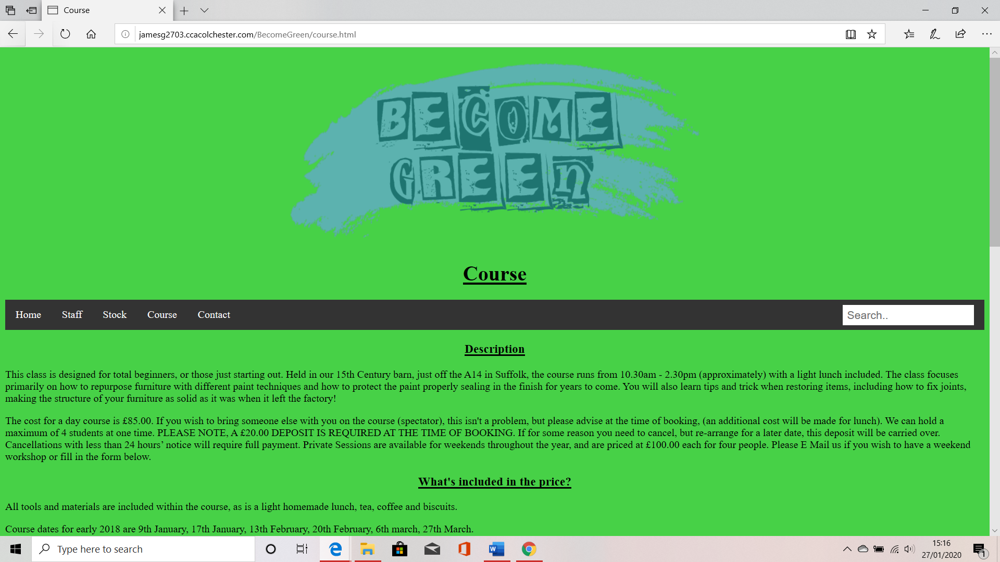 Course
jamesg2703.ccacolchester.com/BecomeGreen/course.html
BECOME
GREEn
Course
Home Staff Stock Course Contact Search..
Description
This class is designed for total beginners, or those just starting out. Held in our 15th Century barn, just off the A14 in Suffolk, the course runs from 10.30am - 2.30pm (approximately) with a light lunch included. The class focuses
primarily on how to repurpose furniture with different paint techniques and how to protect the paint properly sealing in the finish for years to come. You will also learn tips and trick when restoring items, including how to fix joints,
making the structure of your furniture as solid as it was when it left the factory!
The cost for a day course is £85.00. If you wish to bring someone else with you on the course (spectator), this isn't a problem, but please advise at the time of booking, (an additional cost will be made for lunch). We can hold a
maximum of 4 students at one time. PLEASE NOTE, A £20.00 DEPOSIT IS REQUIRED AT THE TIME OF BOOKING. If for some reason you need to cancel, but re-arrange for a later date, this deposit will be carried over.
Cancellations with less than 24 hours’ notice will require full payment. Private Sessions are available for weekends throughout the year, and are priced at £100.00 each for four people. Please E Mail us if you wish to have a weekend
workshop or fill in the form below.
What's included in the price?
All tools and materials are included within the course, as is a light homemade lunch, tea, coffee and biscuits.
Course dates for early 2018 are 9th January, 17th January, 13th February, 20th February, 6th march, 27th March.
Type here to search
15:16
27/01/2020
1